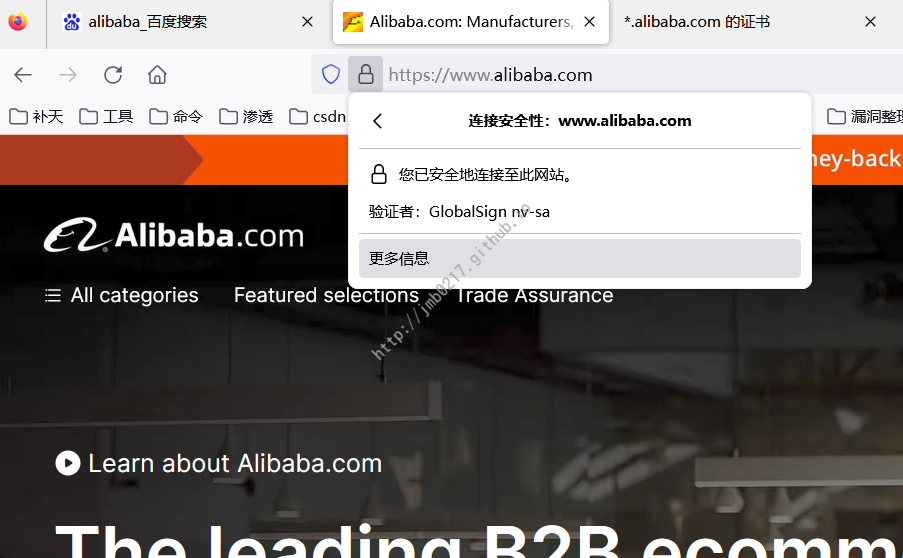 alibaba_百度搜索
Alibaba.com: Manufacturers,
*.alibaba.com 的证书
https://www.alibaba.com
补天
工具
命令
渗透
csdn
漏洞整理
连接安全性：www.alibaba.com
您已安全地连接至此网站。
验证者：GlobalSign nv-sa
更多信息
ney-back
Alibaba.com
All categories
Featured selections
Trade Assurance
http://jmb0217.github.io
Learn about Alibaba.com
The leading B2B ecomm